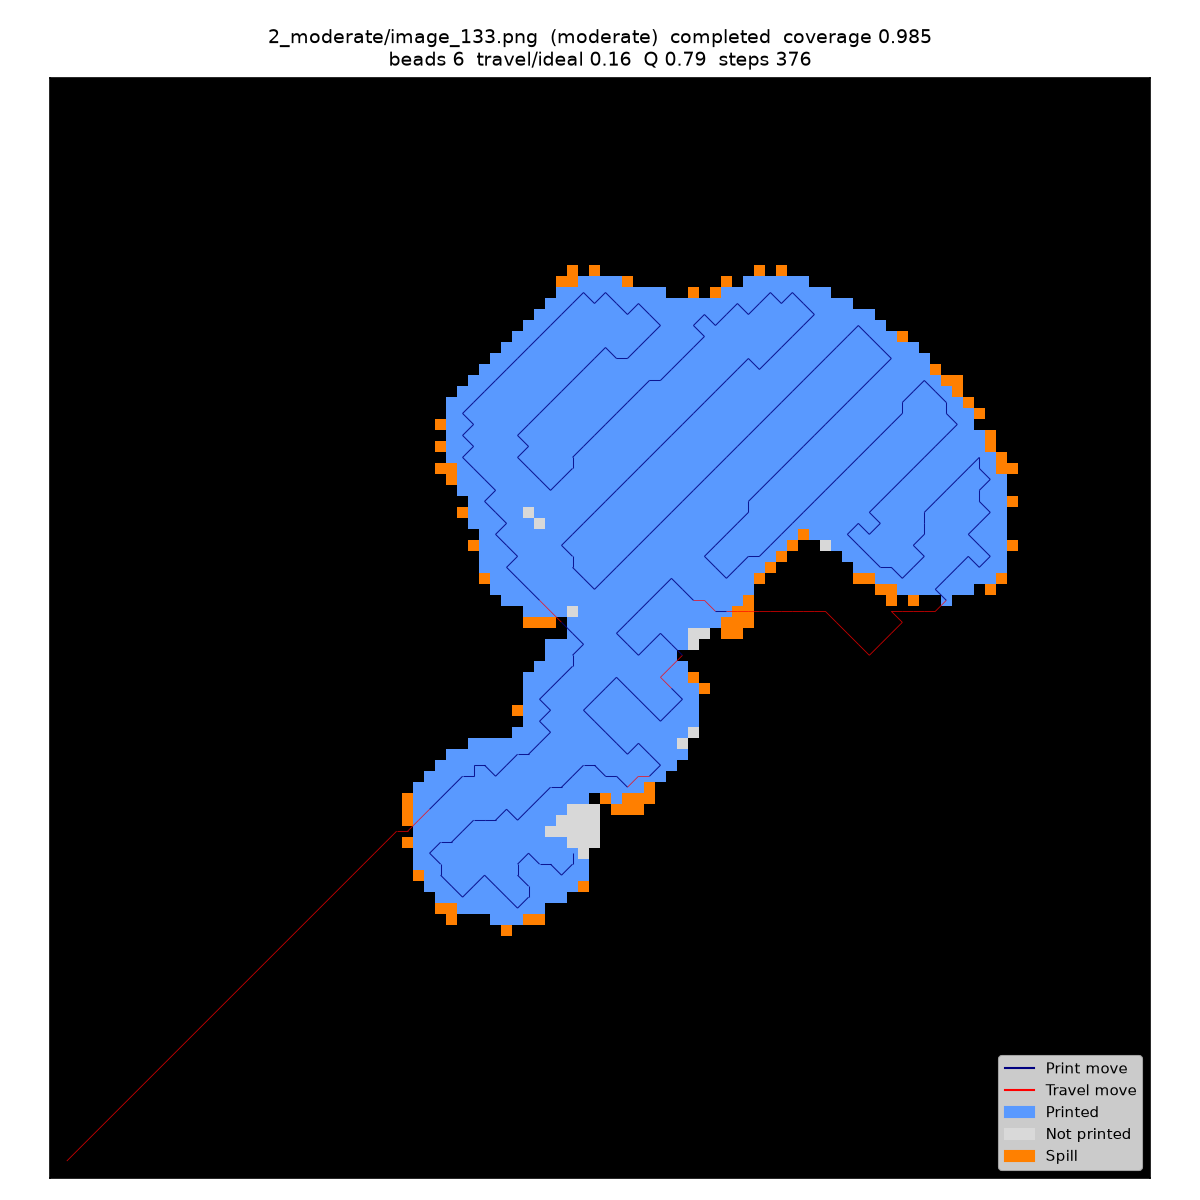 2_moderate/image_133.png  (moderate)  completed  coverage 0.985
beads 6  travel/ideal 0.16  Q 0.79  steps 376
Print move
Travel move
Printed
Not printed
Spill